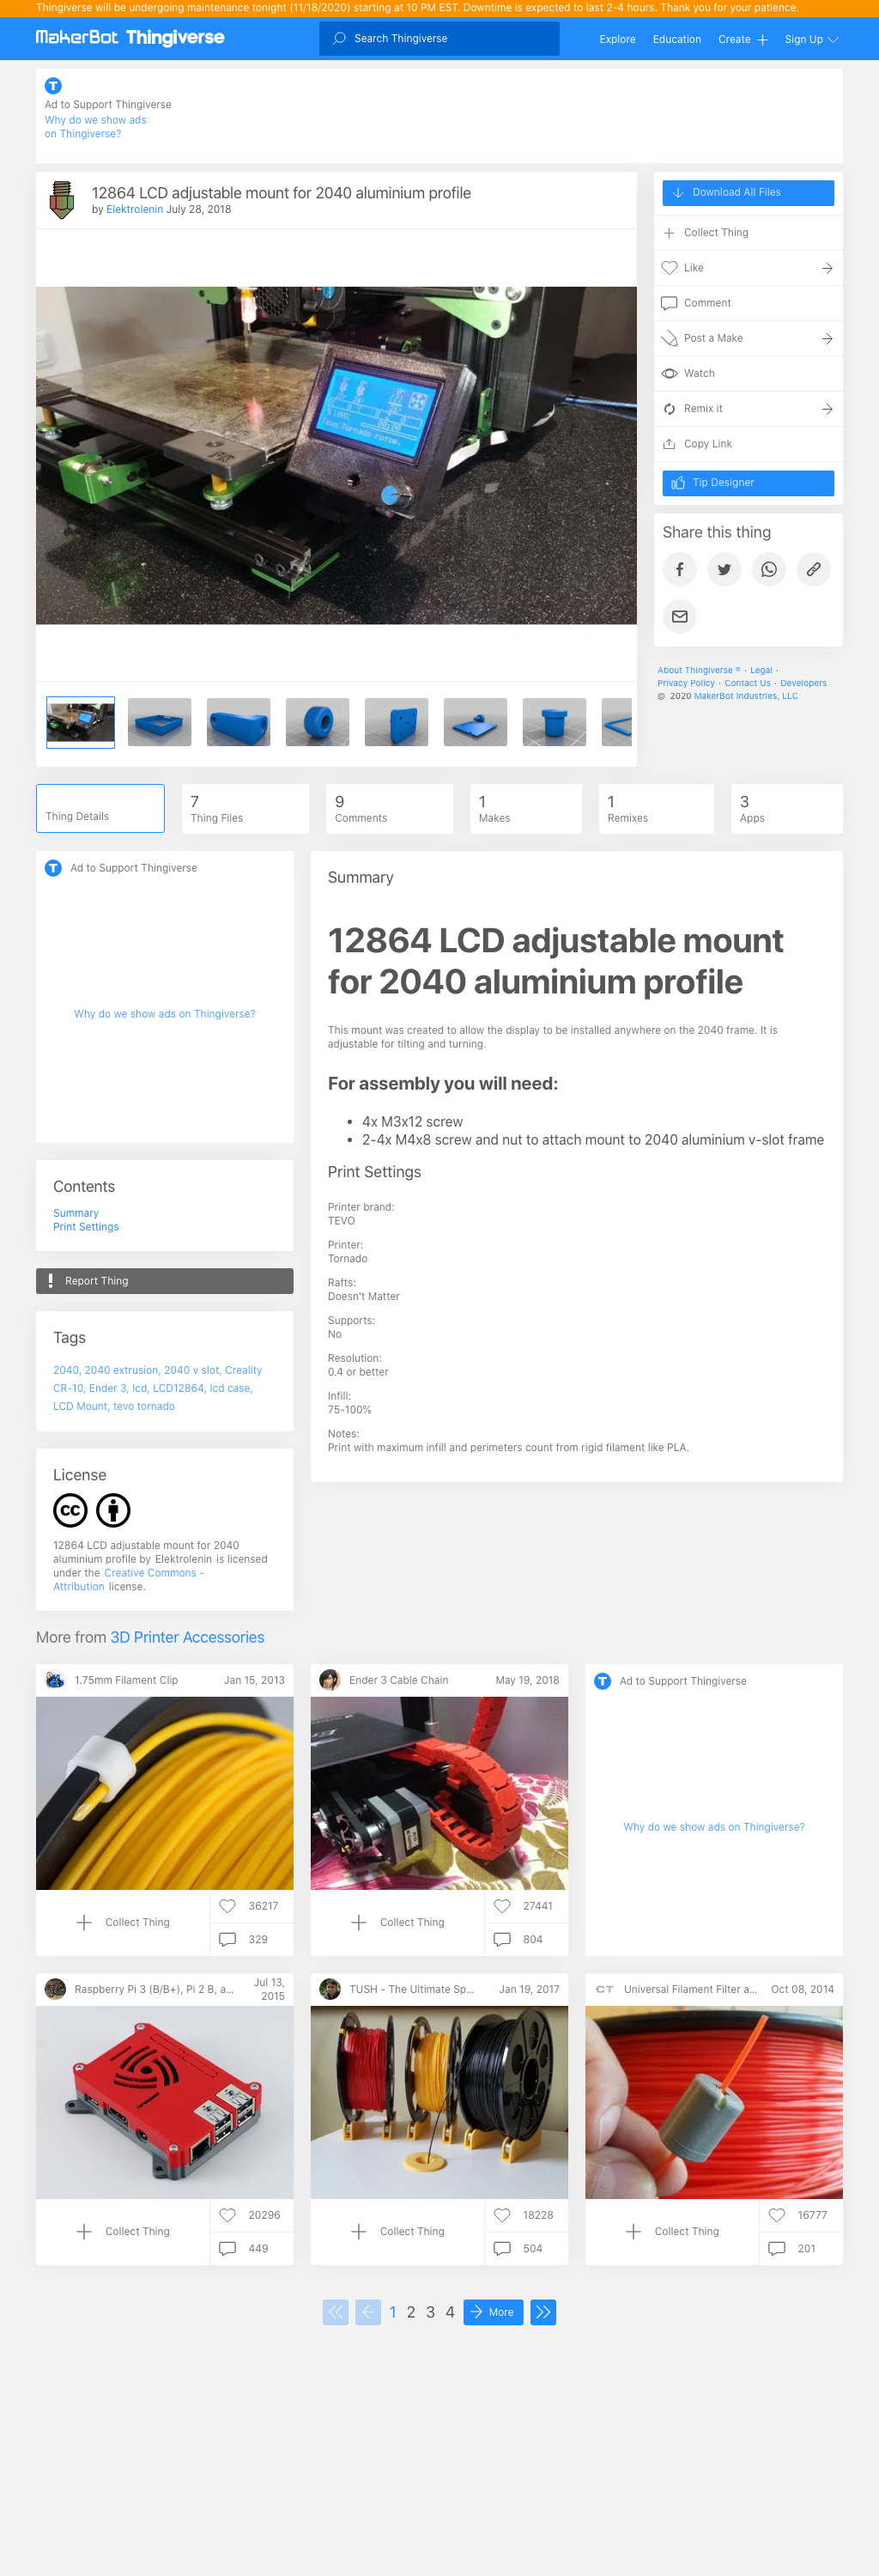 Thingiverse will be undergoing maintenance tonight (11/18/2020) starting at 10 PM EST. Downtime is expected to last 2-4 hours. Thank you for your patience.
MakerBot Thingiverse
Search Thingiverse
Explore
Education
Create
Sign Up
Ad to Support Thingiverse
Why do we show ads
on Thingiverse?
12864 LCD adjustable mount for 2040 aluminium profile
by Elektrolenin July 28, 2018
Download All Files
Collect Thing
Like
Comment
Post a Make
Watch
Remix it
Copy Link
Tip Designer
Share this thing
About Thingiverse ® · Legal ·
Privacy Policy · Contact Us · Developers
© 2020 MakerBot Industries, LLC
Thing Details
7
Thing Files
9
Comments
1
Makes
1
Remixes
3
Apps
Ad to Support Thingiverse
Why do we show ads on Thingiverse?
Contents
Summary
Print Settings
Report Thing
Tags
2040, 2040 extrusion, 2040 v slot, Creality
CR-10, Ender 3, lcd, LCD12864, lcd case,
LCD Mount, tevo tornado
License
cc
12864 LCD adjustable mount for 2040
aluminium profile by Elektrolenin is licensed
under the Creative Commons -
Attribution license.
Summary
12864 LCD adjustable mount
for 2040 aluminium profile
This mount was created to allow the display to be installed anywhere on the 2040 frame. It is
adjustable for tilting and turning.
For assembly you will need:
• 4x M3x12 screw
• 2-4x M4x8 screw and nut to attach mount to 2040 aluminium v-slot frame
Print Settings
Printer brand:
TEVO
Printer:
Tornado
Rafts:
Doesn't Matter
Supports:
No
Resolution:
0.4 or better
Infill:
75-100%
Notes:
Print with maximum infill and perimeters count from rigid filament like PLA.
More from 3D Printer Accessories
1.75mm Filament Clip
Jan 15, 2013
Collect Thing
36217
329
Ender 3 Cable Chain
May 19, 2018
Collect Thing
27441
804
Ad to Support Thingiverse
Why do we show ads on Thingiverse?
Raspberry Pi 3 (B/B+), Pi 2 B, a...
Jul 13,
2015
Collect Thing
20296
449
TUSH - The Ultimate Sp...
Jan 19, 2017
Collect Thing
18228
504
CT
Universal Filament Filter a...
Oct 08, 2014
Collect Thing
16777
201
1 2 3 4
More